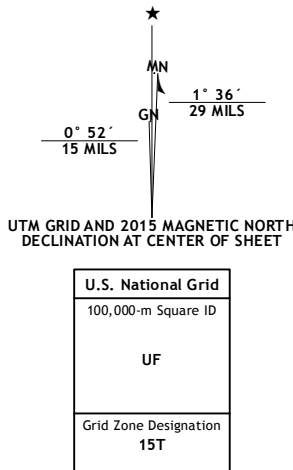 MN
1° 36´
29 MILS
GN
0° 52´
15 MILS
UTM GRID AND 2015 MAGNETIC NORTH
DECLINATION AT CENTER OF SHEET
U.S. National Grid
100,000-m Square ID
UF
Grid Zone Designation
15T